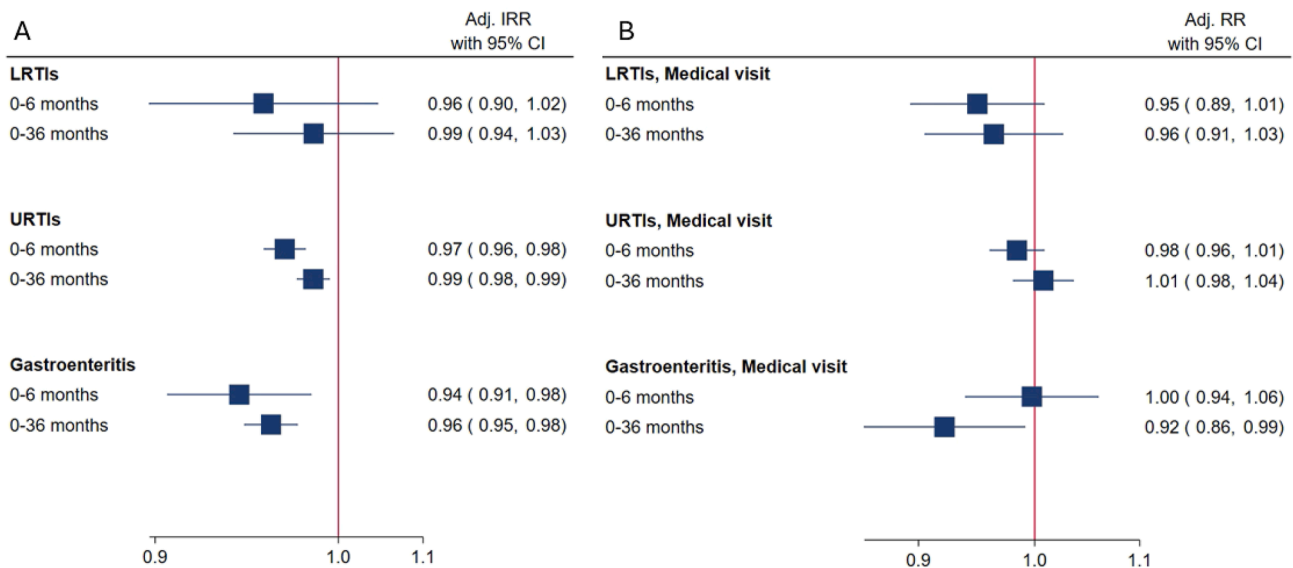 A
Adj. IRR
with 95% CI
LRTIs
0-6 months 0.96 ( 0.90, 1.02)
0-36 months 0.99 ( 0.94, 1.03)
URTIs
0-6 months 0.97 ( 0.96, 0.98)
0-36 months 0.99 ( 0.98, 0.99)
Gastroenteritis
0-6 months 0.94 ( 0.91, 0.98)
0-36 months 0.96 ( 0.95, 0.98)
0.9 1.0 1.1
B
Adj. RR
with 95% CI
LRTIs, Medical visit
0-6 months 0.95 ( 0.89, 1.01)
0-36 months 0.96 ( 0.91, 1.03)
URTIs, Medical visit
0-6 months 0.98 ( 0.96, 1.01)
0-36 months 1.01 ( 0.98, 1.04)
Gastroenteritis, Medical visit
0-6 months 1.00 ( 0.94, 1.06)
0-36 months 0.92 ( 0.86, 0.99)
0.9 1.0 1.1